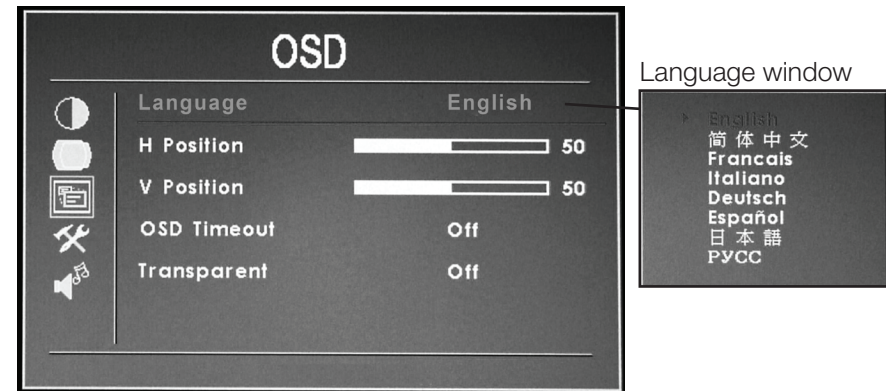 OSD
Language English
H Position 50
V Position 50
OSD Timeout Off
Transparent Off
Language window
English
简体中文
Francais
Italiano
Deutsch
Español
日本語
РУСС